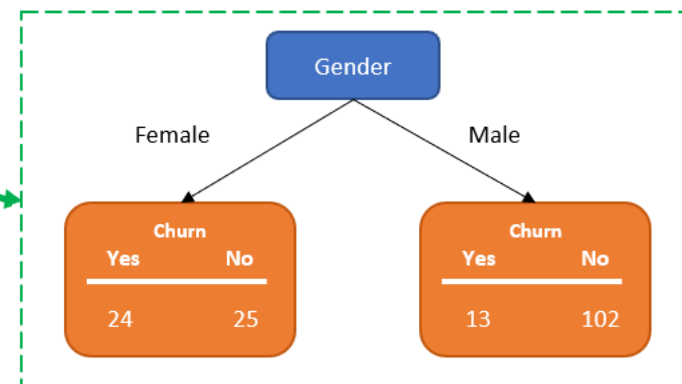 Gender
Female
Male
Churn
Yes No
24 25
Churn
Yes No
13 102